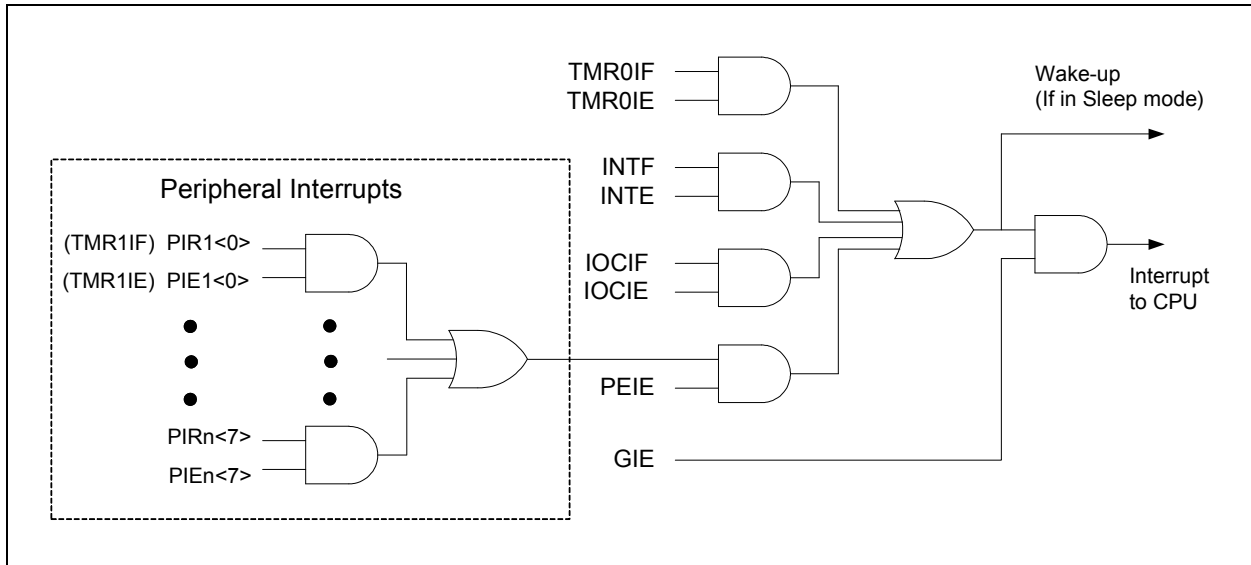 TMR0IF
TMR0IE
Wake-up
(If in Sleep mode)
INTF
INTE
Peripheral Interrupts
(TMR1IF) PIR1<0>
(TMR1IE) PIE1<0>
IOCIF
IOCIE
Interrupt
to CPU
PEIE
PIRn<7>
PIEn<7>
GIE